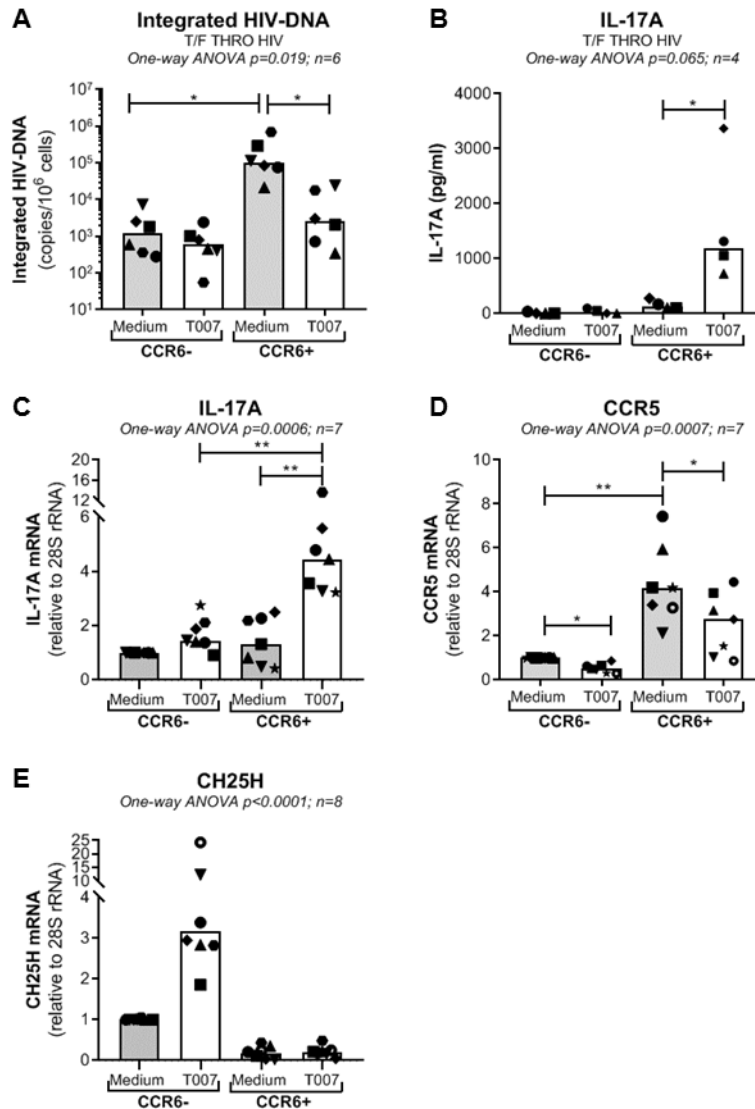 A
Integrated HIV-DNA
T/F THRO HIV
One-way ANOVA p=0.019; n=6
*
*
Integrated HIV-DNA
(copies/10⁶ cells)
10⁷
10⁶
10⁵
10⁴
10³
10²
10¹
Medium T007 Medium T007
CCR6- CCR6+
B
IL-17A
T/F THRO HIV
One-way ANOVA p=0.065; n=4
*
IL-17A (pg/ml)
4000
3000
2000
1000
0
Medium T007 Medium T007
CCR6- CCR6+
C
IL-17A
One-way ANOVA p=0.0006; n=7
**
**
IL-17A mRNA
(relative to 28S rRNA)
20
16
12
6
4
2
0
Medium T007 Medium T007
CCR6- CCR6+
D
CCR5
One-way ANOVA p=0.0007; n=7
*
**
*
CCR5 mRNA
(relative to 28S rRNA)
10
8
6
4
2
0
Medium T007 Medium T007
CCR6- CCR6+
E
CH25H
One-way ANOVA p<0.0001; n=8
CH25H mRNA
(relative to 28S rRNA)
25
20
15
10
5
4
3
2
1
0
Medium T007 Medium T007
CCR6- CCR6+